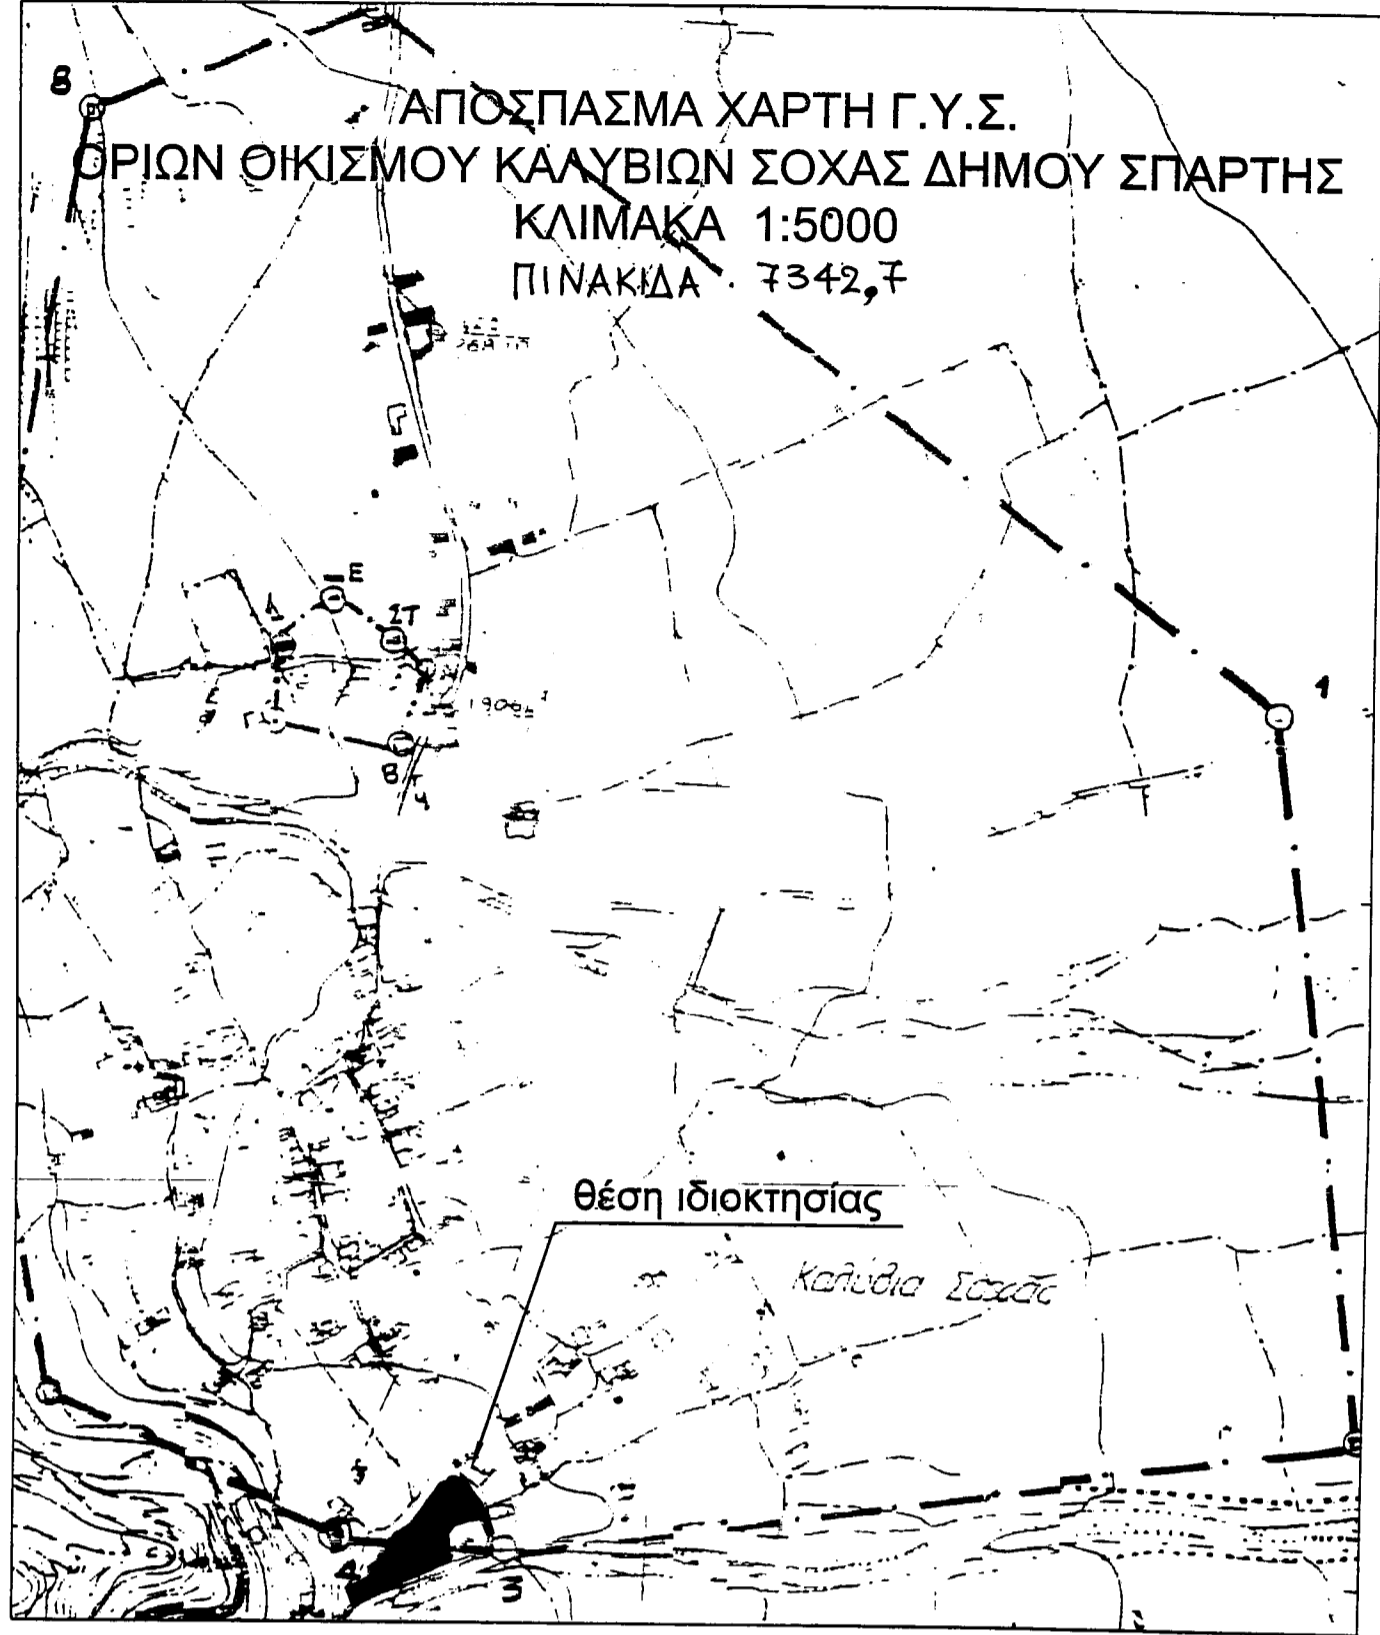 8
ΑΠΟΣΠΑΣΜΑ ΧΑΡΤΗ Γ.Υ.Σ.
ΟΡΙΩΝ ΟΙΚΙΣΜΟΥ ΚΑΛΥΒΙΩΝ ΣΟΧΑΣ ΔΗΜΟΥ ΣΠΑΡΤΗΣ
ΚΛΙΜΑΚΑ 1:5000
ΠΙΝΑΚΙΔΑ . 7342,7
Ε
Δ
ΣΤ
1
Γ
Β
θέση ιδιοκτησίας
Καλύβια Σοχάς
4
3